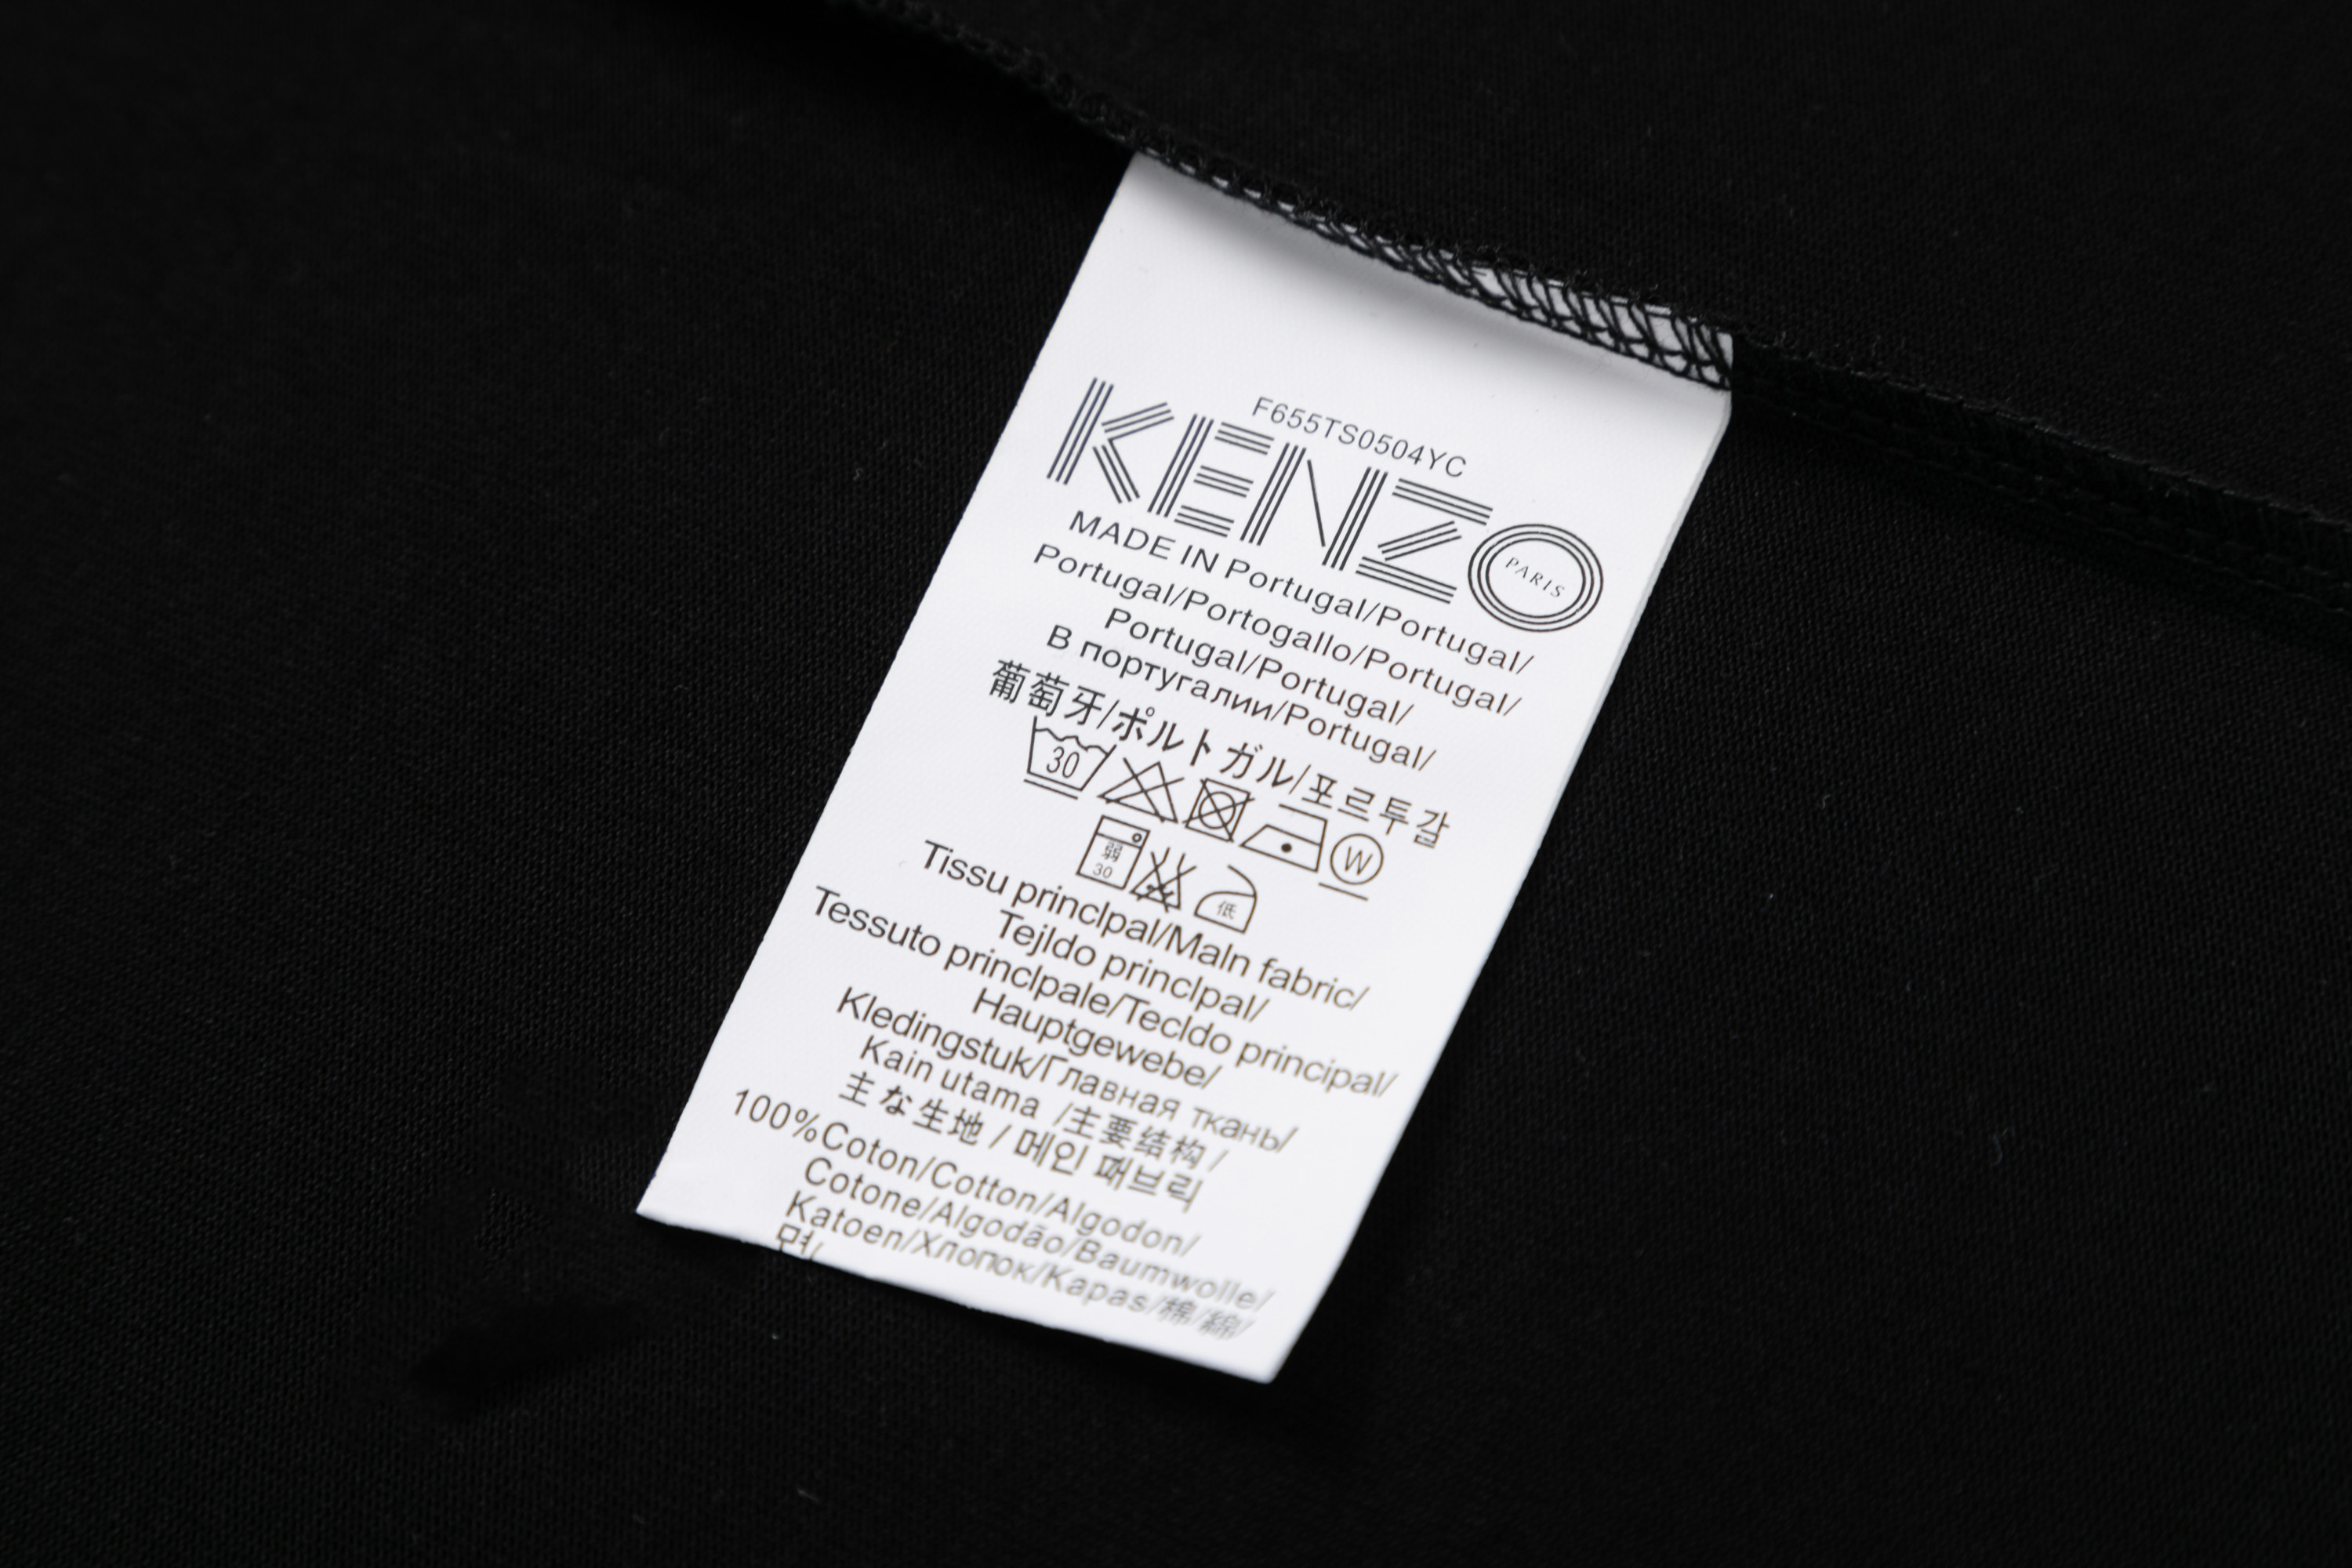 F655TS0504YC
KENZO
PARIS
MADE IN Portugal/Portugal/
Portugal/Portogallo/Portugal/
Portugal/Portugal/
В португалии/Portugal/
葡萄牙/ポルトガル/포르투갈
30 W
弱 30 低
Tissu princlpal/Maln fabric/
Tejldo princlpal/
Tessuto princlpale/Tecldo principal/
Hauptgewebe/
Kledingstuk/Главная ткань/
Kain utama /主要结构/
主な生地/메인 패브릭
100%Coton/Cotton/Algodon/
Cotone/Algodão/Baumwolle/
Katoen/Хлопок/Kapas/棉/綿/
면/